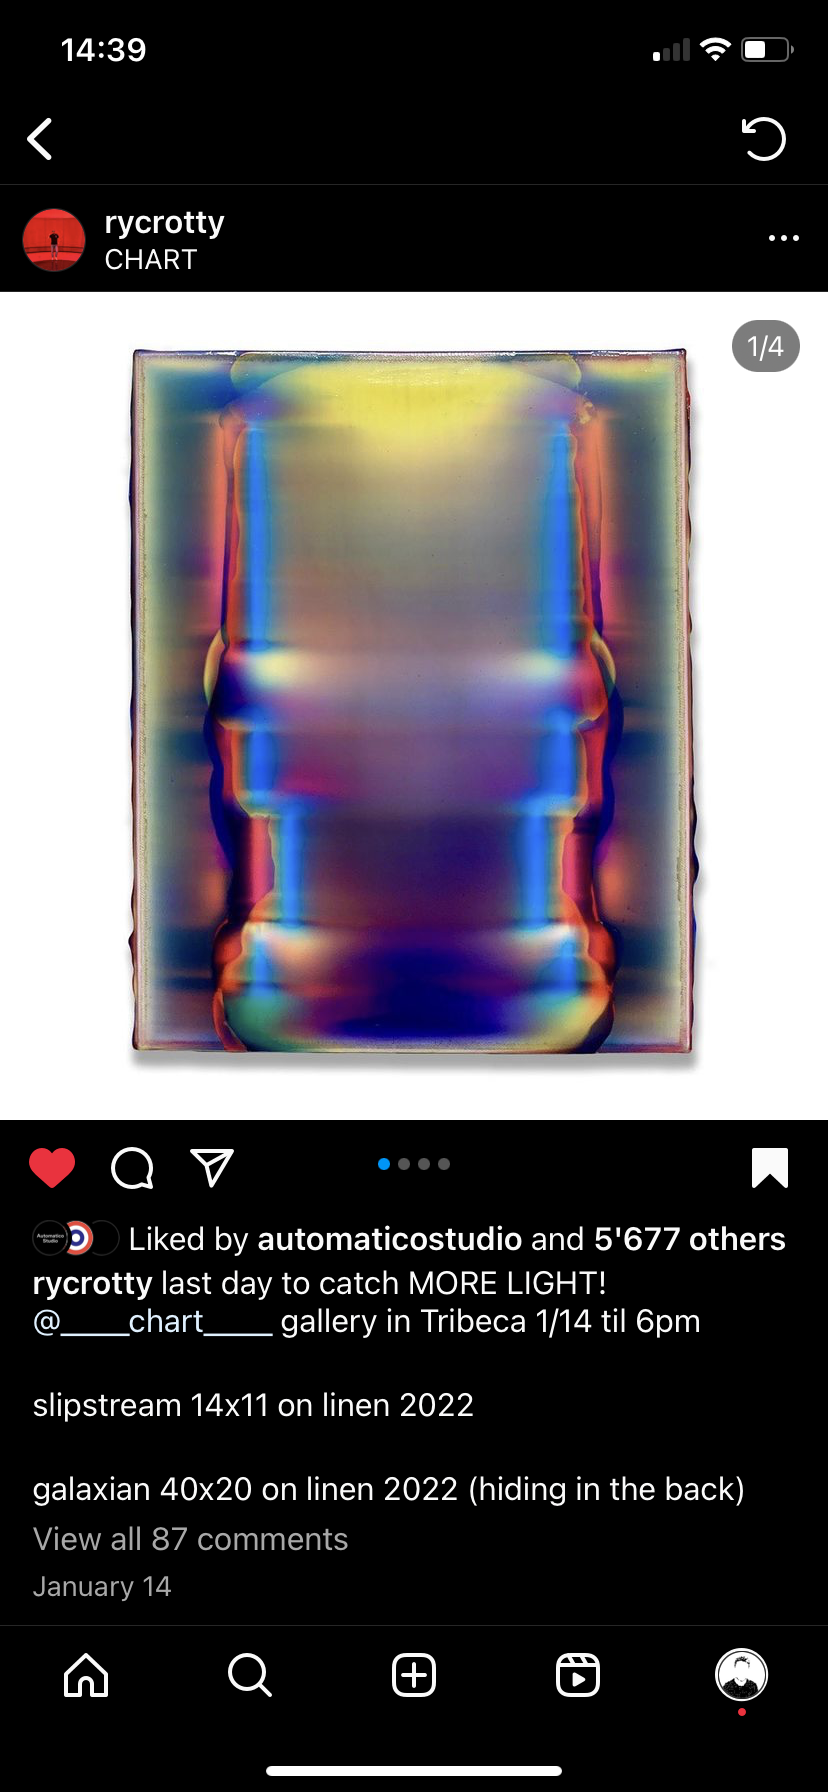 14:39
rycrotty
CHART
1/4
Automatico
Studio
Liked by automaticostudio and 5'677 others
rycrotty last day to catch MORE LIGHT!
@____chart____ gallery in Tribeca 1/14 til 6pm
slipstream 14x11 on linen 2022
galaxian 40x20 on linen 2022 (hiding in the back)
View all 87 comments
January 14